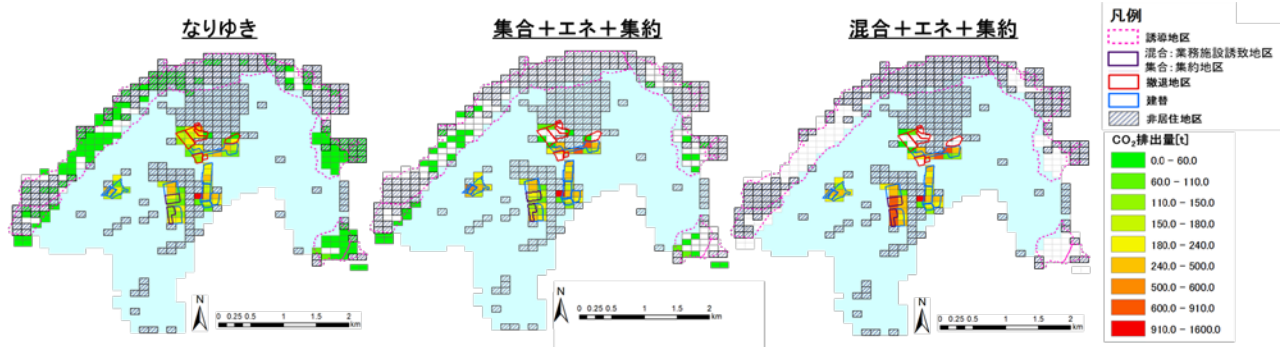 なりゆき
集合＋エネ＋集約
混合＋エネ＋集約
凡例
誘導地区
混合：業務施設誘致地区
集合：集約地区
撤退地区
建替
非居住地区
CO₂排出量[t]
0.0 - 60.0
60.0 - 110.0
110.0 - 150.0
150.0 - 180.0
180.0 - 240.0
240.0 - 500.0
500.0 - 600.0
600.0 - 910.0
910.0 - 1600.0
N
0 0.25 0.5 1 1.5 2
km
N
0 0.25 0.5 1 1.5 2
km
N
0 0.25 0.5 1 1.5 2
km